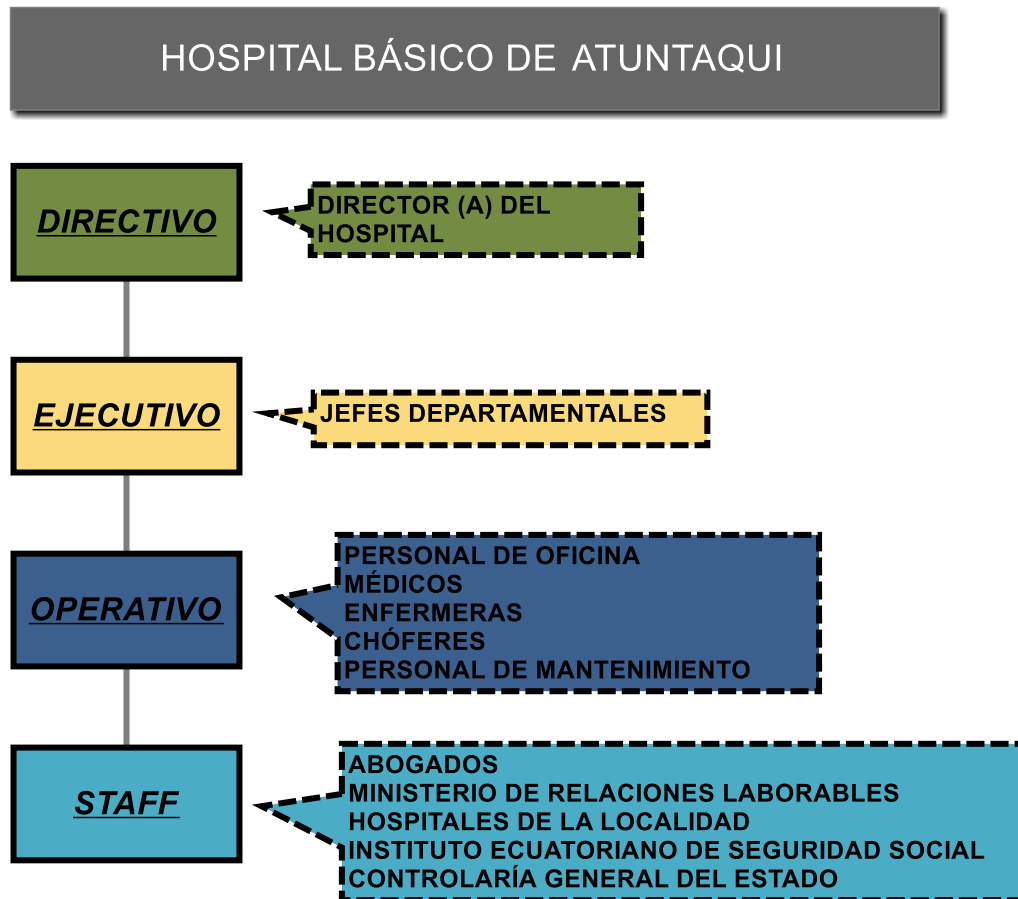 HOSPITAL BÁSICO DE ATUNTAQUI
DIRECTIVO
DIRECTOR (A) DEL
HOSPITAL
EJECUTIVO
JEFES DEPARTAMENTALES
OPERATIVO
PERSONAL DE OFICINA
MÉDICOS
ENFERMERAS
CHÓFERES
PERSONAL DE MANTENIMIENTO
STAFF
ABOGADOS
MINISTERIO DE RELACIONES LABORABLES
HOSPITALES DE LA LOCALIDAD
INSTITUTO ECUATORIANO DE SEGURIDAD SOCIAL
CONTROLARÍA GENERAL DEL ESTADO